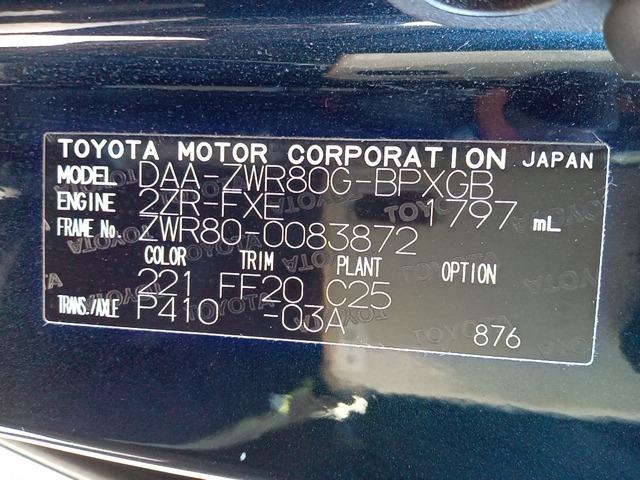 TOYOTA MOTOR CORPORATION JAPAN
MODEL DAA-ZWR80G-BPXGB
ENGINE 2ZR-FXE 1797 mL
FRAME No. ZWR80-0083872
COLOR TRIM PLANT OPTION
221 FF20 C25
TRANS./AXLE P410 -03A
876